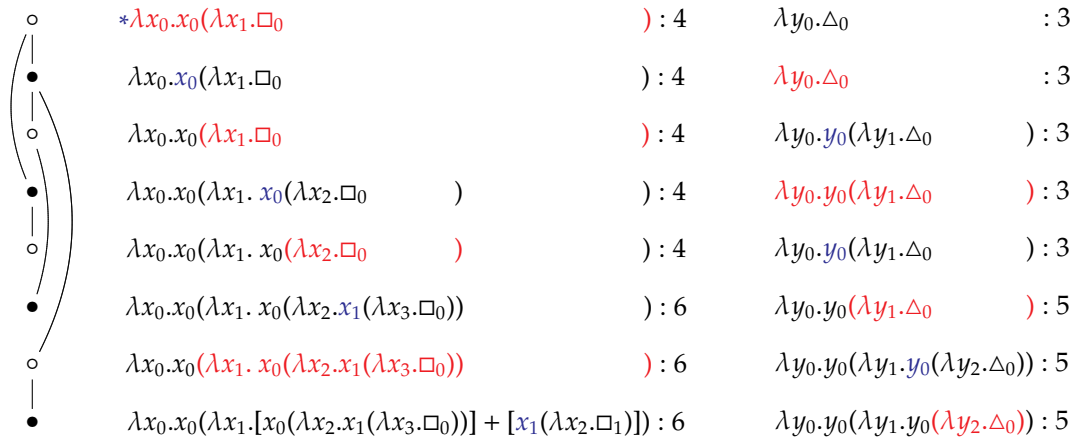 *λx₀.x₀(λx₁.□₀ ) : 4 λy₀.△₀ : 3
λx₀.x₀(λx₁.□₀ ) : 4 λy₀.△₀ : 3
λx₀.x₀(λx₁.□₀ ) : 4 λy₀.y₀(λy₁.△₀ ) : 3
λx₀.x₀(λx₁. x₀(λx₂.□₀ ) ) : 4 λy₀.y₀(λy₁.△₀ ) : 3
λx₀.x₀(λx₁. x₀(λx₂.□₀ ) ) : 4 λy₀.y₀(λy₁.△₀ ) : 3
λx₀.x₀(λx₁. x₀(λx₂.x₁(λx₃.□₀)) ) : 6 λy₀.y₀(λy₁.△₀ ) : 5
λx₀.x₀(λx₁. x₀(λx₂.x₁(λx₃.□₀)) ) : 6 λy₀.y₀(λy₁.y₀(λy₂.△₀)) : 5
λx₀.x₀(λx₁.[x₀(λx₂.x₁(λx₃.□₀))] + [x₁(λx₂.□₁)]) : 6 λy₀.y₀(λy₁.y₀(λy₂.△₀)) : 5